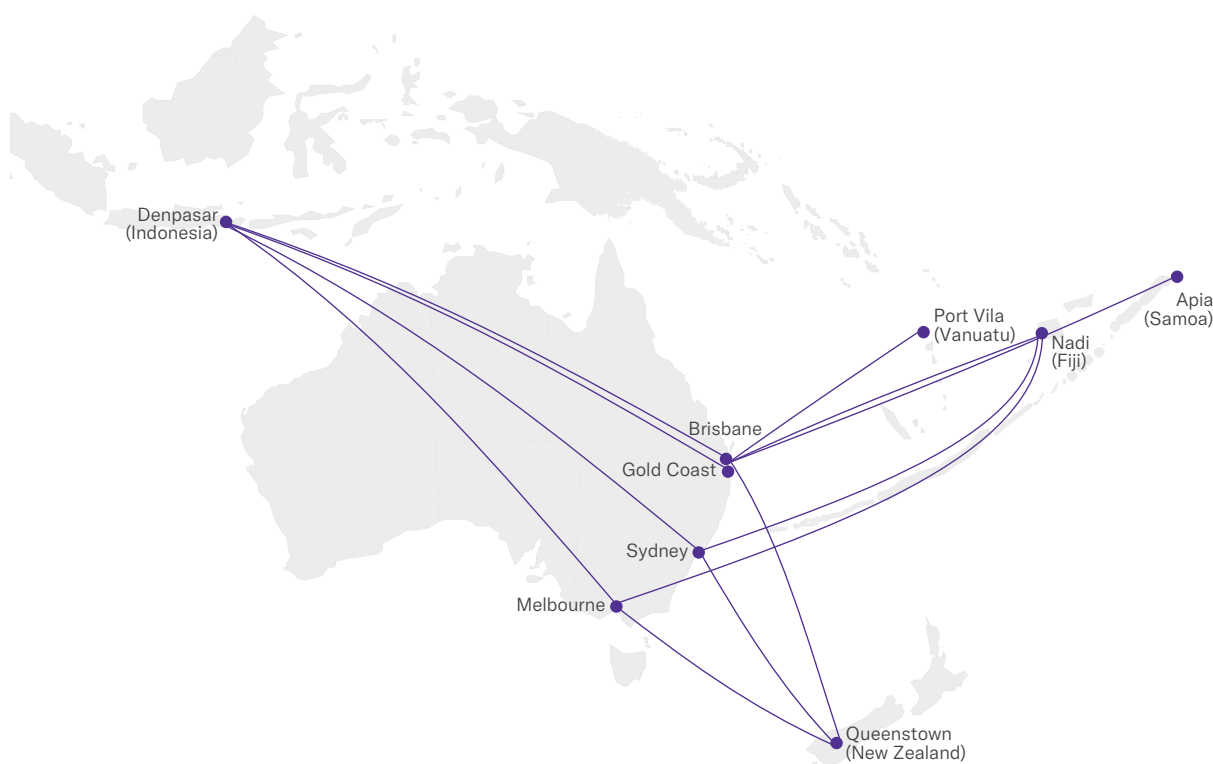 Denpasar
(Indonesia)
Apia
(Samoa)
Port Vila
(Vanuatu)
Nadi
(Fiji)
Brisbane
Gold Coast
Sydney
Melbourne
Queenstown
(New Zealand)